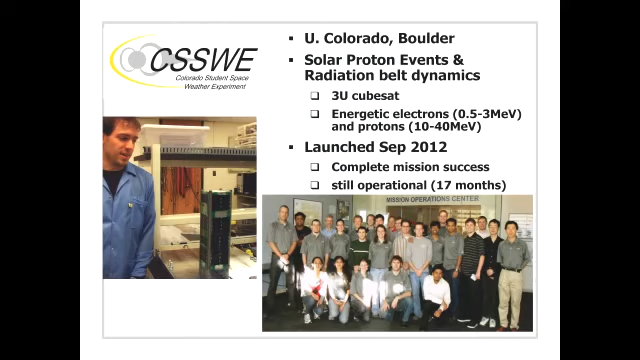 CSSWE
Colorado Student Space
Weather Experiment
▪ U. Colorado, Boulder
▪ Solar Proton Events &
Radiation belt dynamics
❑ 3U cubesat
❑ Energetic electrons (0.5-3MeV)
and protons (10-40MeV)
▪ Launched Sep 2012
❑ Complete mission success
❑ still operational (17 months)
MISSION OPERATIONS CENTER